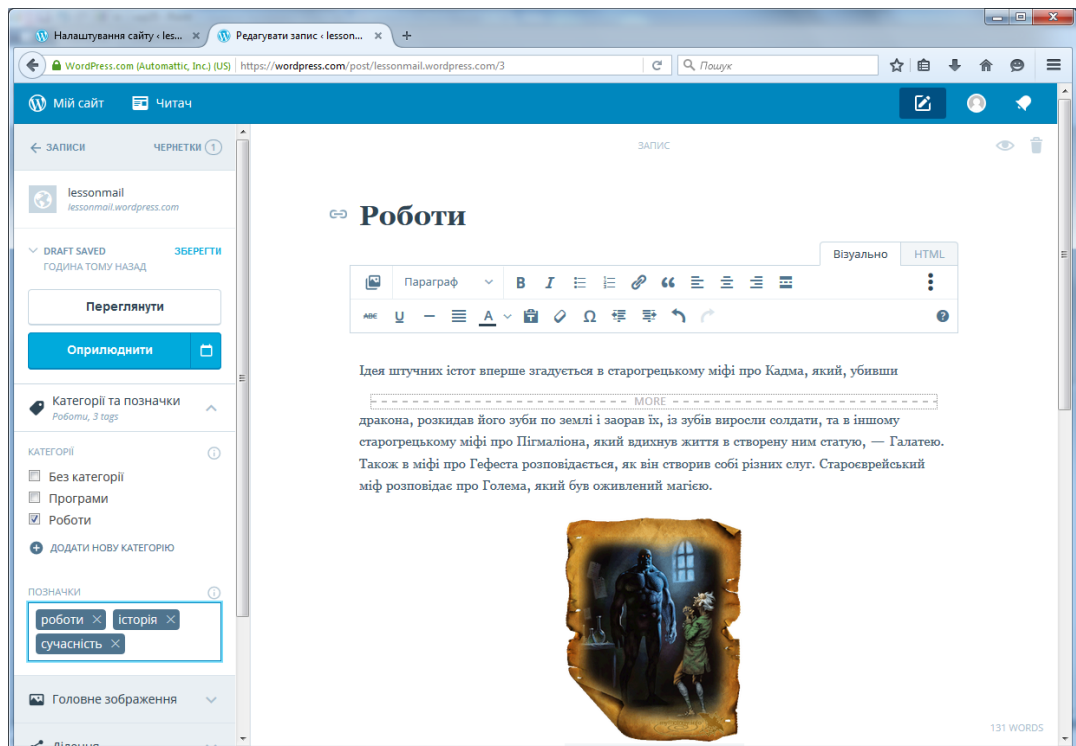 Налаштування сайту ‹ les...
Редагувати запис ‹ lesson...
WordPress.com (Automattic, Inc.) (US)
https://wordpress.com/post/lessonmail.wordpress.com/3
Пошук
Мій сайт
Читач
ЗАПИСИ
ЧЕРНЕТКИ 1
ЗАПИС
lessonmail
lessonmail.wordpress.com
Роботи
DRAFT SAVED
ЗБЕРЕГТИ
ГОДИНА ТОМУ НАЗАД
Візуально
HTML
Параграф
B I
ABC U A Ω
Переглянути
Оприлюднити
Категорії та позначки
Роботи, 3 tags
КАТЕГОРІЇ
Без категорії
Програми
Роботи
ДОДАТИ НОВУ КАТЕГОРІЮ
ПОЗНАЧКИ
роботи × історія ×
сучасність ×
Головне зображення
Ідея штучних істот вперше згадується в старогрецькому міфі про Кадма, який, убивши
MORE
дракона, розкидав його зуби по землі і заорав їх, із зубів виросли солдати, та в іншому
старогрецькому міфі про Пігмаліона, який вдихнув життя в створену ним статую, — Галатею.
Також в міфі про Гефеста розповідається, як він створив собі різних слуг. Староєврейський
міф розповідає про Голема, який був оживлений магією.
131 WORDS